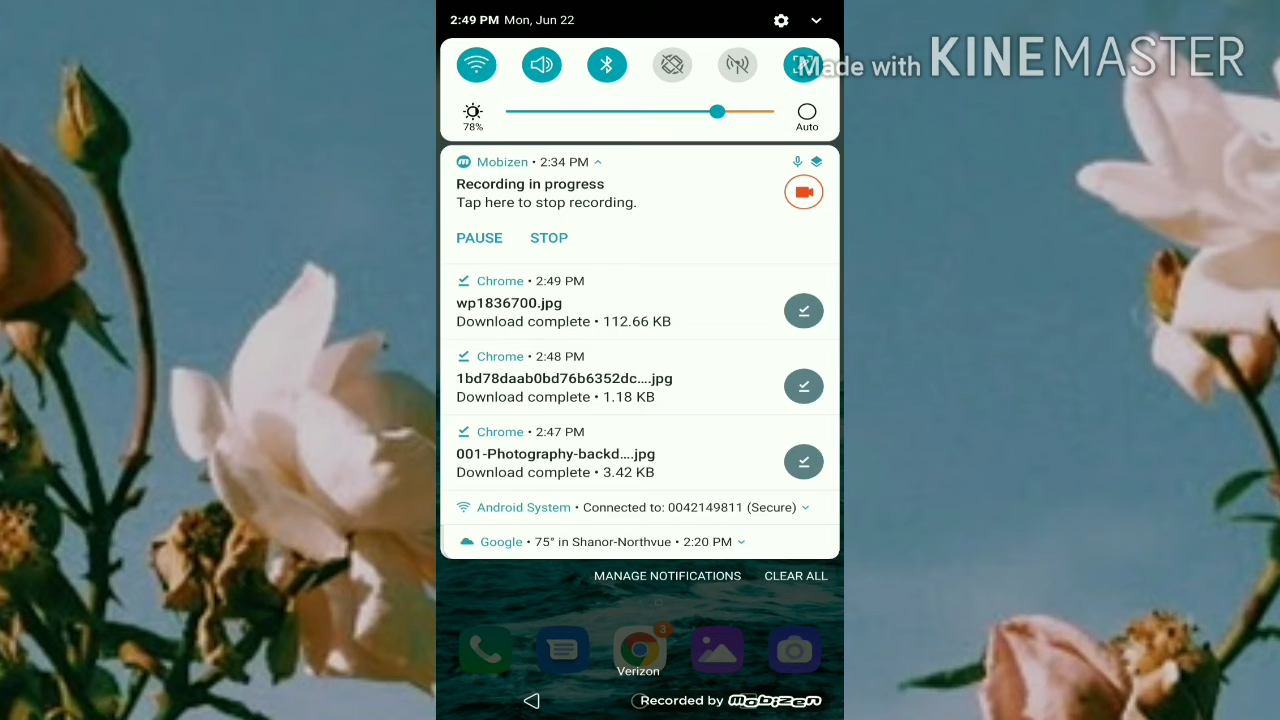 2:49 PM Mon, Jun 22
Made with KINEMASTER
78%
Auto
Mobizen • 2:34 PM
Recording in progress
Tap here to stop recording.
PAUSE STOP
Chrome • 2:49 PM
wp1836700.jpg
Download complete • 112.66 KB
Chrome • 2:48 PM
1bd78daab0bd76b6352dc....jpg
Download complete • 1.18 KB
Chrome • 2:47 PM
001-Photography-backd....jpg
Download complete • 3.42 KB
Android System • Connected to: 0042149811 (Secure)
Google • 75° in Shanor-Northvue • 2:20 PM
MANAGE NOTIFICATIONS CLEAR ALL
3
Verizon
Recorded by mobizen